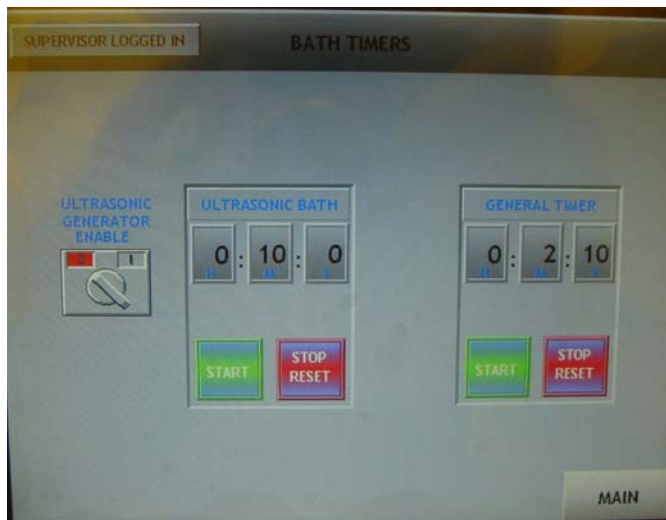 SUPERVISOR LOGGED IN
BATH TIMERS
ULTRASONIC
GENERATOR
ENABLE
0 I
ULTRASONIC BATH
0 : 10 : 0
H M S
START
STOP
RESET
GENERAL TIMER
0 : 2 : 10
H M S
START
STOP
RESET
MAIN